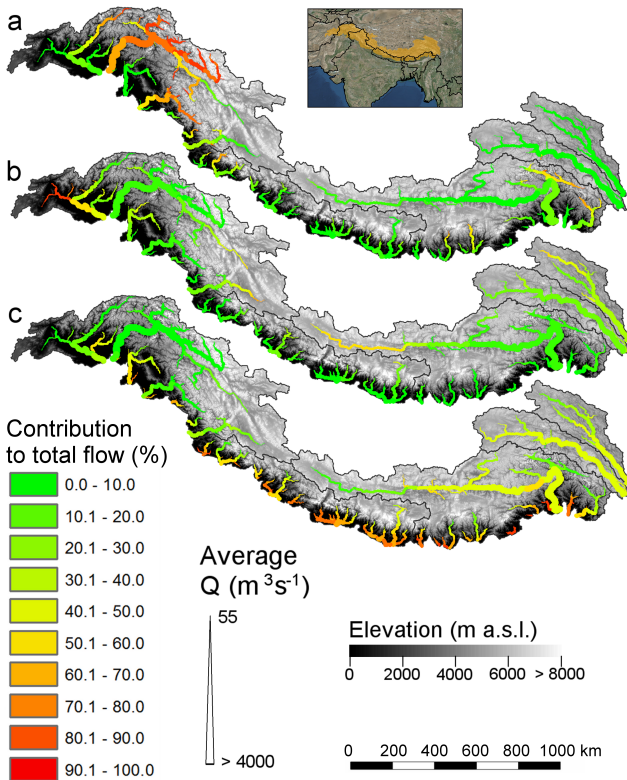 a
b
c
Contribution
to total flow (%)
0.0 - 10.0
10.1 - 20.0
20.1 - 30.0
30.1 - 40.0
40.1 - 50.0
50.1 - 60.0
60.1 - 70.0
70.1 - 80.0
80.1 - 90.0
90.1 - 100.0
Average
Q (m³s⁻¹)
55
> 4000
Elevation (m a.s.l.)
0 2000 4000 6000 > 8000
0 200 400 600 800 1000 km